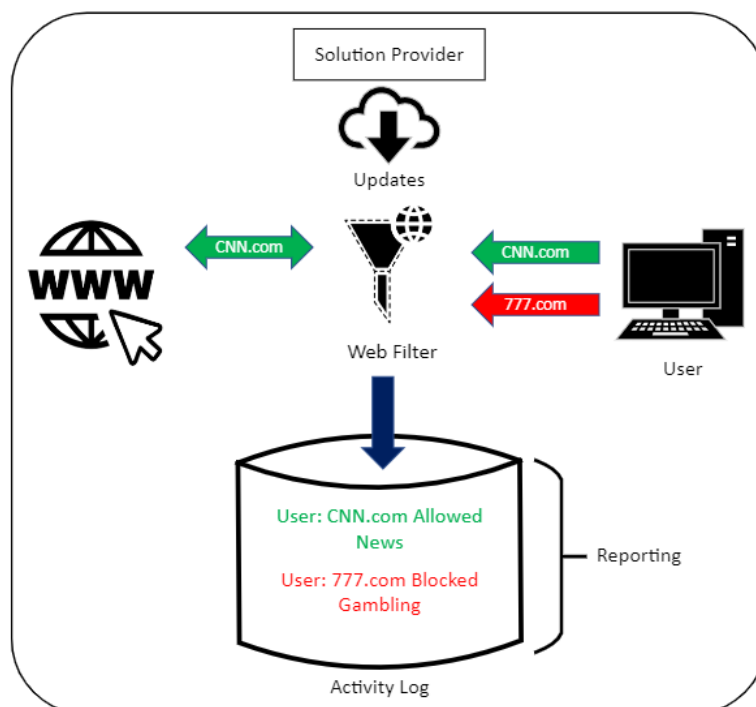 Solution Provider
Updates
CNN.com
CNN.com
WWW
777.com
Web Filter
User
User: CNN.com Allowed
News
User: 777.com Blocked
Gambling
Reporting
Activity Log